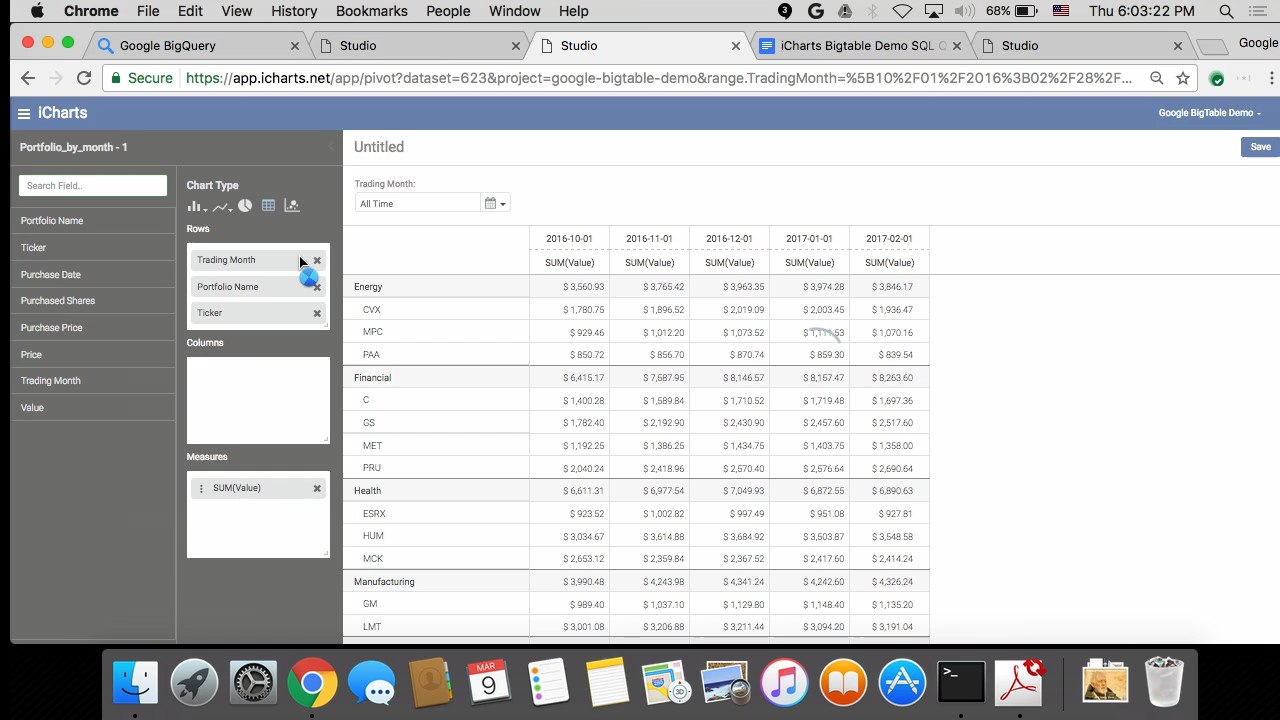 Chrome File Edit View History Bookmarks People Window Help 68% Thu 6:03:22 PM
Google BigQuery Studio Studio iCharts Bigtable Demo SQL Q Studio Google
Secure https://app.icharts.net/app/pivot?dataset=623&project=google-bigtable-demo&range.TradingMonth=%5B10%2F01%2F2016%3B02%2F28%2F...
iCharts Google BigTable Demo
Portfolio_by_month - 1
Search Field..
Portfolio Name
Ticker
Purchase Date
Purchased Shares
Purchase Price
Price
Trading Month
Value
Chart Type
Rows
Trading Month
Portfolio Name
Ticker
Columns
Measures
SUM(Value)
Untitled Save
Trading Month:
All Time
2016-10-01 2016-11-01 2016-12-01 2017-01-01 2017-02-01
SUM(Value) SUM(Value) SUM(Value) SUM(Value) SUM(Value)
Energy $ 3,560.93 $ 3,765.42 $ 3,963.35 $ 3,974.28 $ 3,846.17
CVX $ 1,780.75 $ 1,896.52 $ 2,019.09 $ 2,003.45 $ 1,936.47
MPC $ 929.46 $ 1,012.20 $ 1,073.52 $ 1,111.53 $ 1,070.16
PAA $ 850.72 $ 856.70 $ 870.74 $ 859.30 $ 839.54
Financial $ 6,415.17 $ 7,587.95 $ 8,146.57 $ 8,157.47 $ 8,263.60
C $ 1,400.28 $ 1,589.84 $ 1,710.52 $ 1,719.48 $ 1,697.36
GS $ 1,782.40 $ 2,192.90 $ 2,430.90 $ 2,457.60 $ 2,517.60
MET $ 1,192.25 $ 1,386.25 $ 1,434.75 $ 1,403.75 $ 1,358.00
PRU $ 2,040.24 $ 2,418.96 $ 2,570.40 $ 2,576.64 $ 2,690.64
Health $ 6,611.31 $ 6,977.54 $ 7,049.93 $ 6,872.55 $ 6,890.63
ESRX $ 923.52 $ 1,002.82 $ 997.49 $ 951.08 $ 927.81
HUM $ 3,034.67 $ 3,614.88 $ 3,684.92 $ 3,503.87 $ 3,548.58
MCK $ 2,653.12 $ 2,359.84 $ 2,367.52 $ 2,417.60 $ 2,414.24
Manufacturing $ 3,990.48 $ 4,243.98 $ 4,341.24 $ 4,242.60 $ 4,326.24
GM $ 989.40 $ 1,037.10 $ 1,129.80 $ 1,148.40 $ 1,135.20
LMT $ 3,001.08 $ 3,206.88 $ 3,211.44 $ 3,094.20 $ 3,191.04
MAR
9